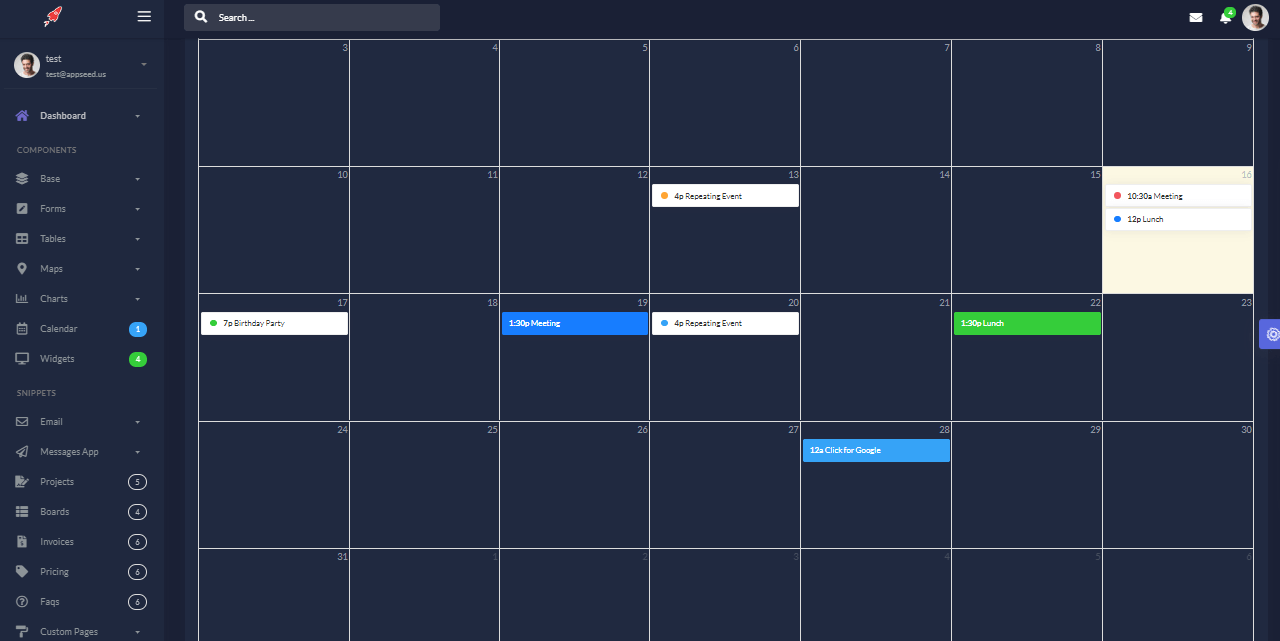 Search...
4
test
test@appseed.us
Dashboard
COMPONENTS
Base
Forms
Tables
Maps
Charts
Calendar 1
Widgets 4
SNIPPETS
Email
Messages App
Projects 5
Boards 4
Invoices 6
Pricing 6
Faqs 6
Custom Pages
3 4 5 6 7 8 9
10 11 12 13 14 15 16
4p Repeating Event
10:30a Meeting
12p Lunch
17 18 19 20 21 22 23
7p Birthday Party
1:30p Meeting
4p Repeating Event
1:30p Lunch
24 25 26 27 28 29 30
12a Click for Google
31 1 2 3 4 5 6